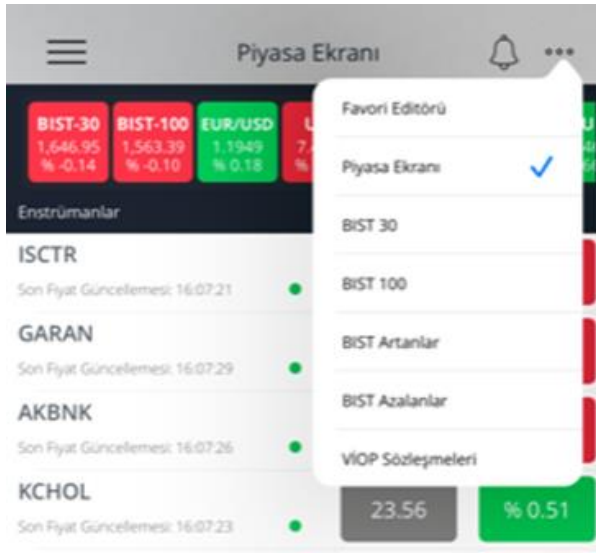 Piyasa Ekranı
BIST-30 BIST-100 EUR/USD
1,646.95 1,563.39 1.1949
% -0.14 % -0.10 % 0.18
Enstrümanlar
Favori Editörü
Piyasa Ekranı
BIST 30
BIST 100
BIST Artanlar
BIST Azalanlar
VİOP Sözleşmeleri
ISCTR
Son Fiyat Güncellemesi: 16:07:21
GARAN
Son Fiyat Güncellemesi: 16:07:29
AKBNK
Son Fiyat Güncellemesi: 16:07:26
KCHOL 23.56 % 0.51
Son Fiyat Güncellemesi: 16:07:23